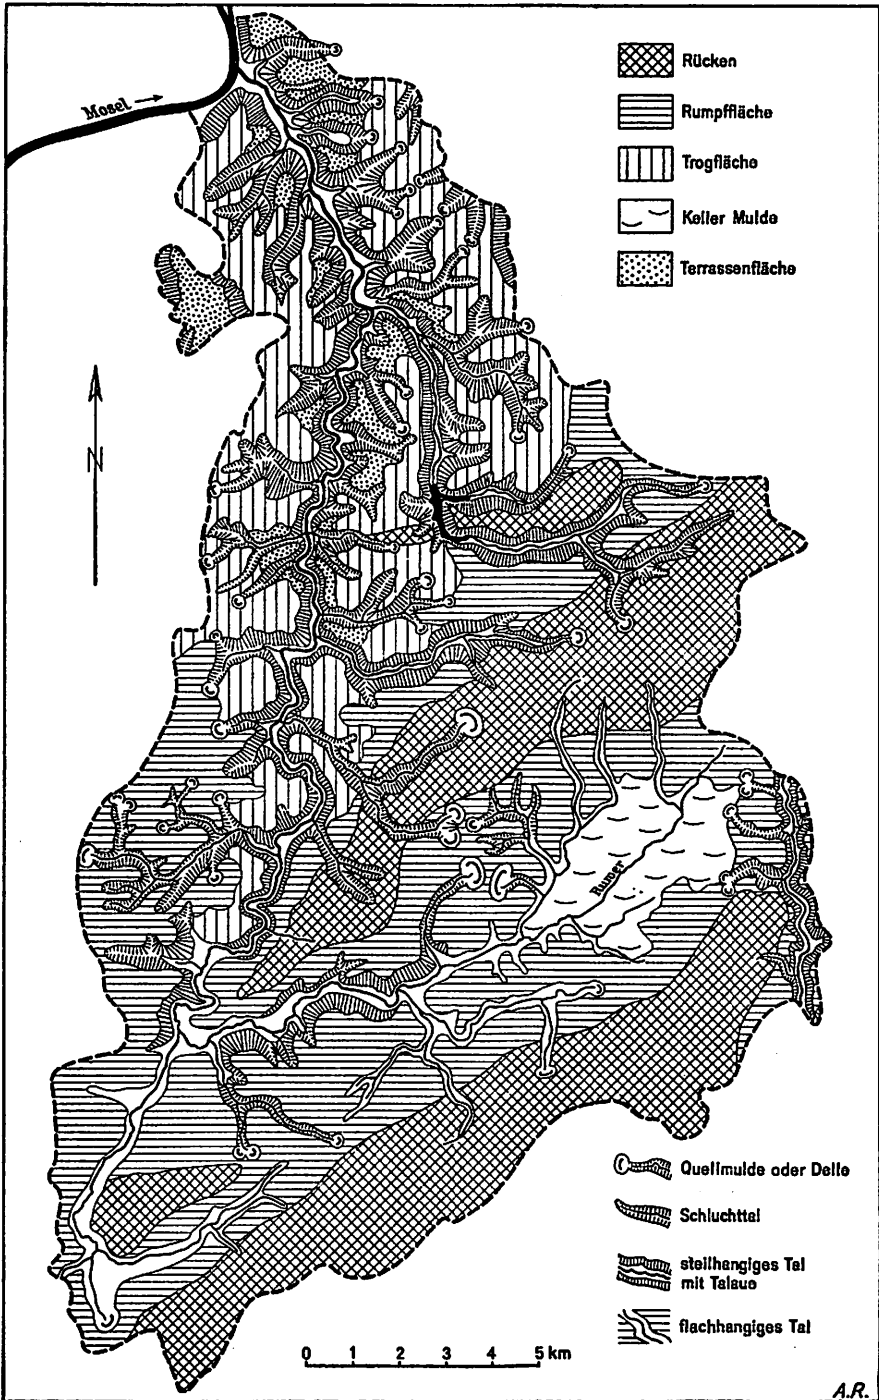 Mosel
Rücken
Rumpffläche
Trogfläche
Keller Mulde
Terrassenfläche
N
Ruwer
Quellmulde oder Delle
Schluchttal
steilhangiges Tal
mit Talaue
flachhangiges Tal
0 1 2 3 4 5 km
A.R.